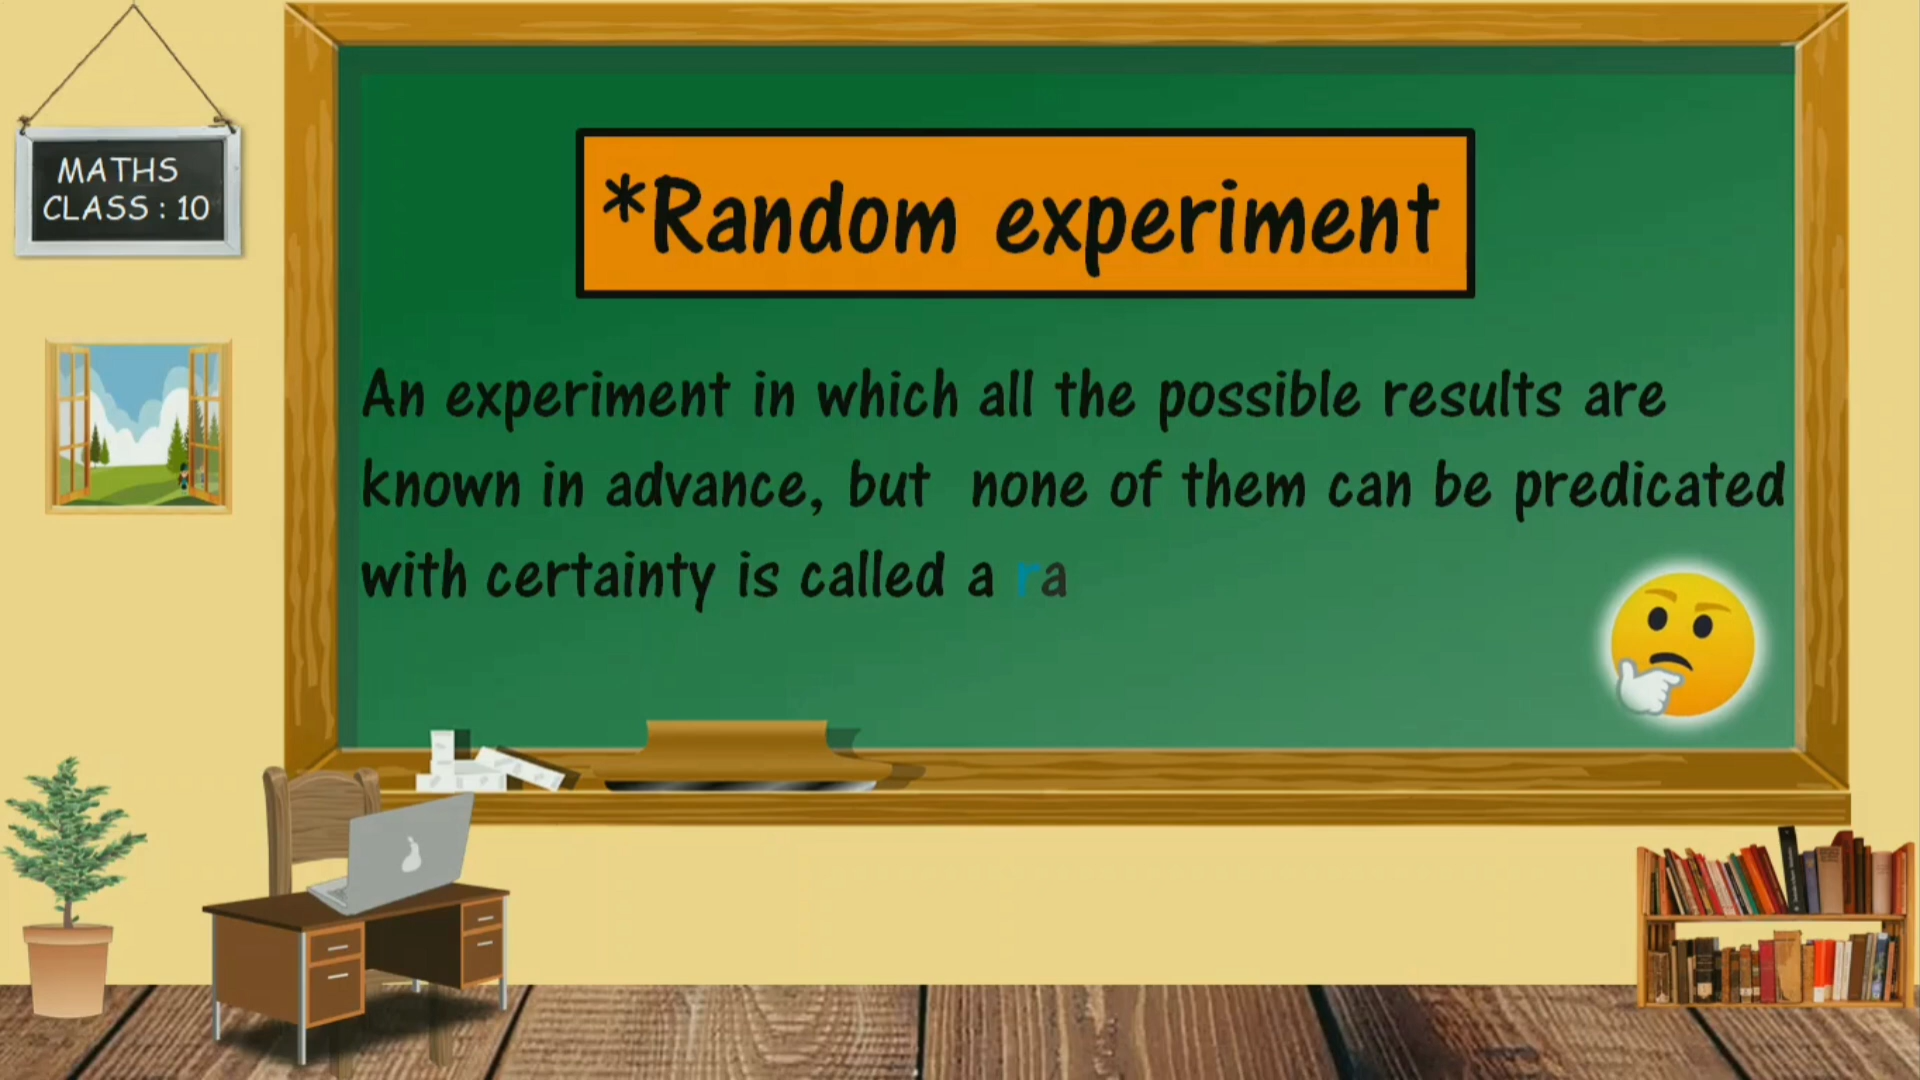 MATHS
CLASS : 10
*Random experiment
An experiment in which all the possible results are
known in advance, but none of them can be predicated
with certainty is called a ra